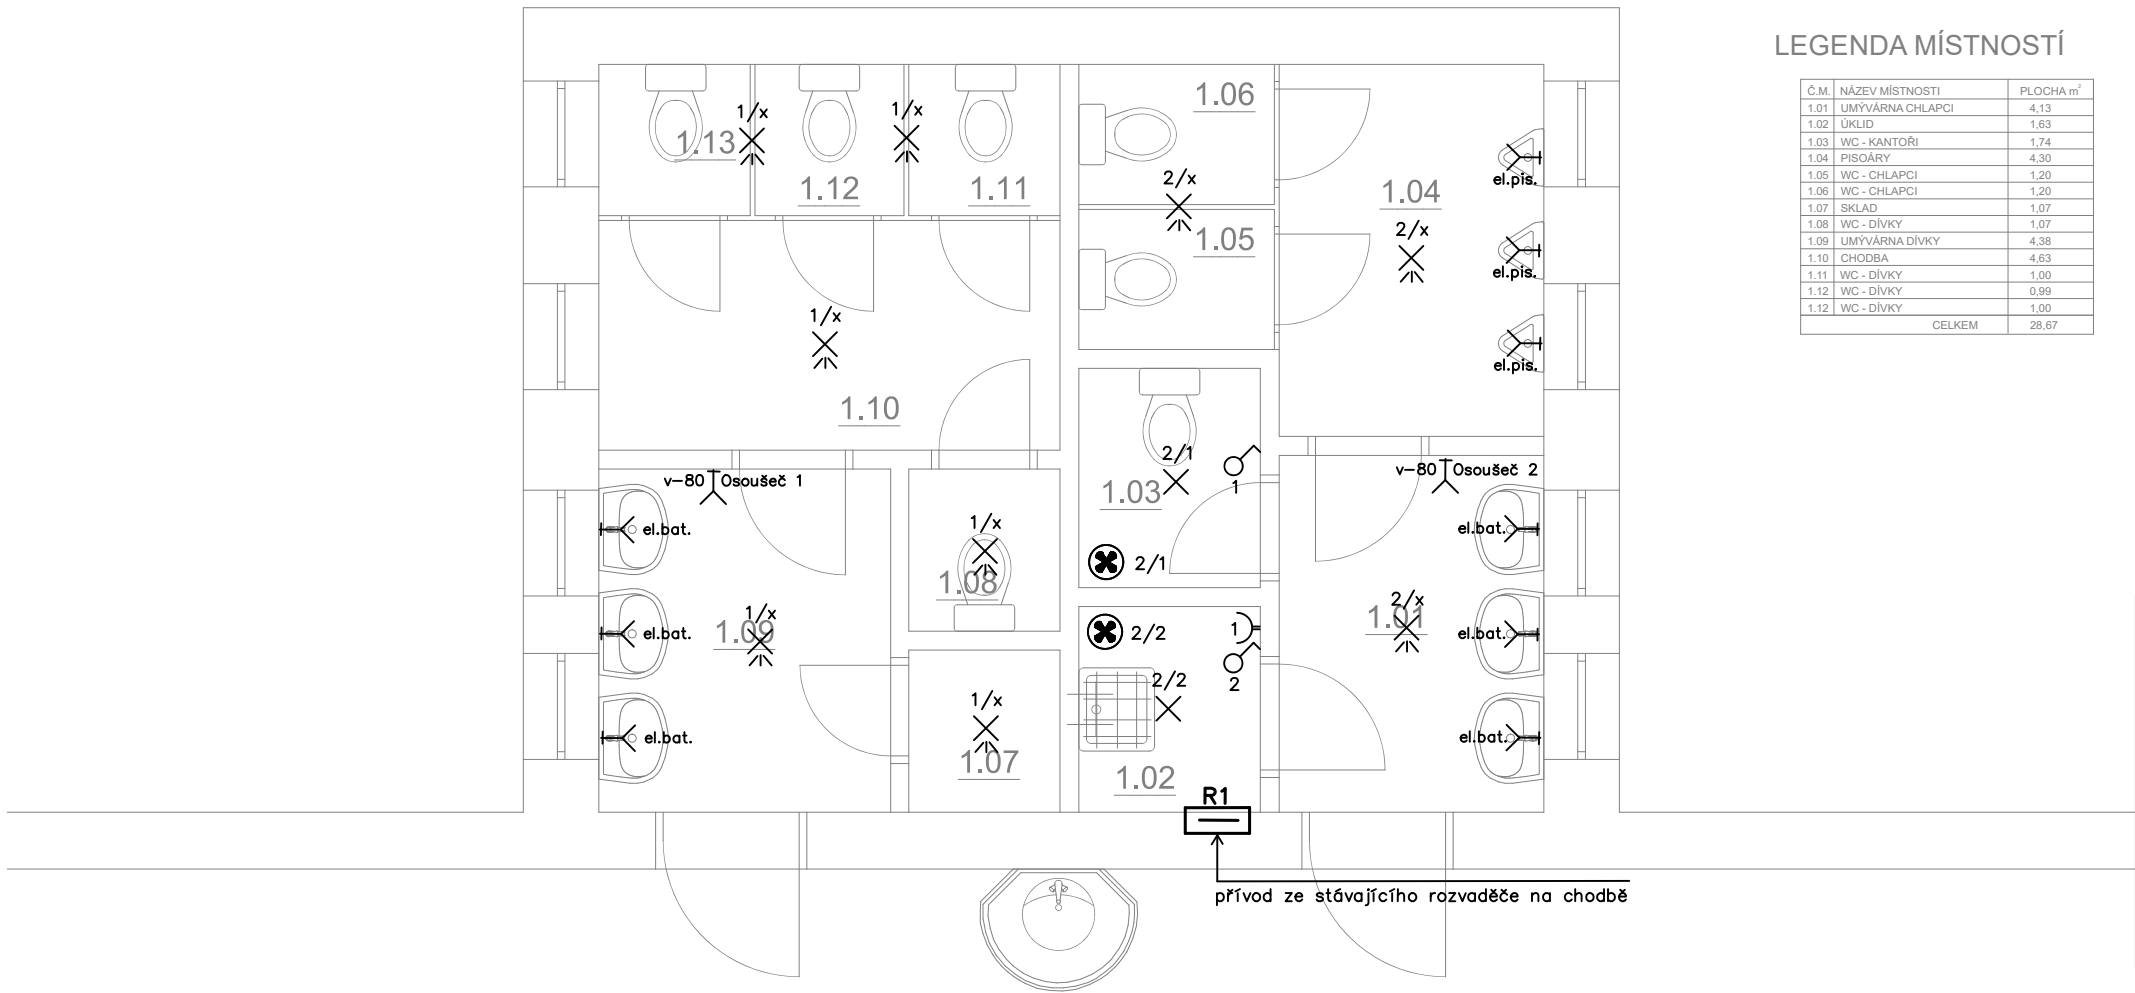 LEGENDA MÍSTNOSTÍ
Č.M. NÁZEV MÍSTNOSTI PLOCHA m²
1.01 UMÝVÁRNA CHLAPCI 4,13
1.02 ÚKLID 1,63
1.03 WC - KANTOŘI 1,74
1.04 PISOÁRY 4,30
1.05 WC - CHLAPCI 1,20
1.06 WC - CHLAPCI 1,20
1.07 SKLAD 1,07
1.08 WC - DÍVKY 1,07
1.09 UMÝVÁRNA DÍVKY 4,38
1.10 CHODBA 4,63
1.11 WC - DÍVKY 1,00
1.12 WC - DÍVKY 0,99
1.12 WC - DÍVKY 1,00
CELKEM 28,67
1/x
1/x
1.13
1.12
1.11
1.06
2/x
1.05
1.04
2/x
el.pis.
el.pis.
el.pis.
1/x
1.10
v-80 Osoušeč 1
el.bat.
el.bat.
el.bat.
1/x
1.09
1/x
1.08
1/x
1.07
2/1
1.03
1
2/1
2/2
1
2
2/2
1.02
R1
v-80 Osoušeč 2
el.bat.
el.bat.
el.bat.
2/x
1.01
přívod ze stávajícího rozvaděče na chodbě